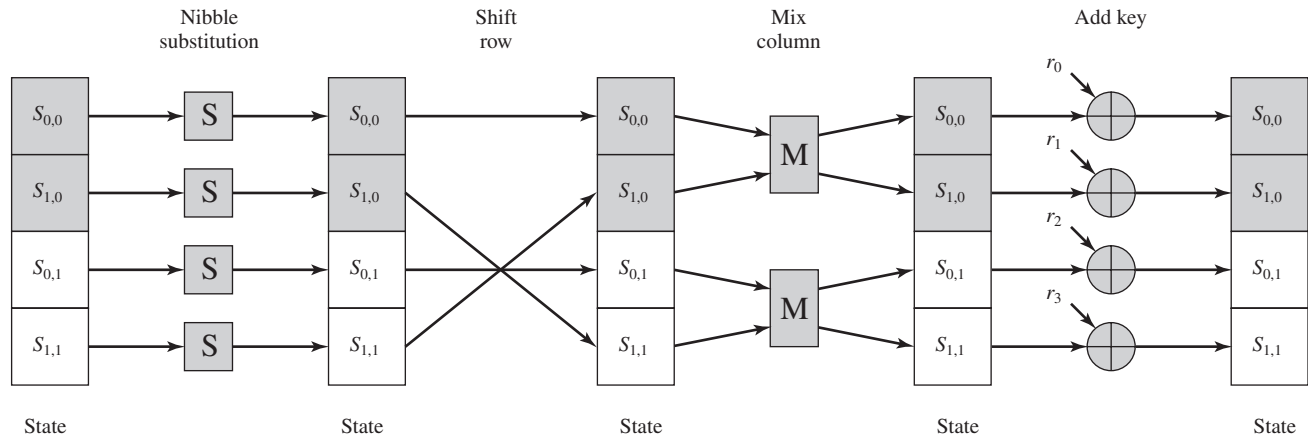 Nibble substitution
Shift row
Mix column
Add key
r0
S0,0 S S0,0 S0,0 S0,0 S0,0
M
r1
S1,0 S S1,0 S1,0 S1,0 S1,0
r2
S0,1 S S0,1 S0,1 S0,1 S0,1
M
r3
S1,1 S S1,1 S1,1 S1,1 S1,1
State State State State State